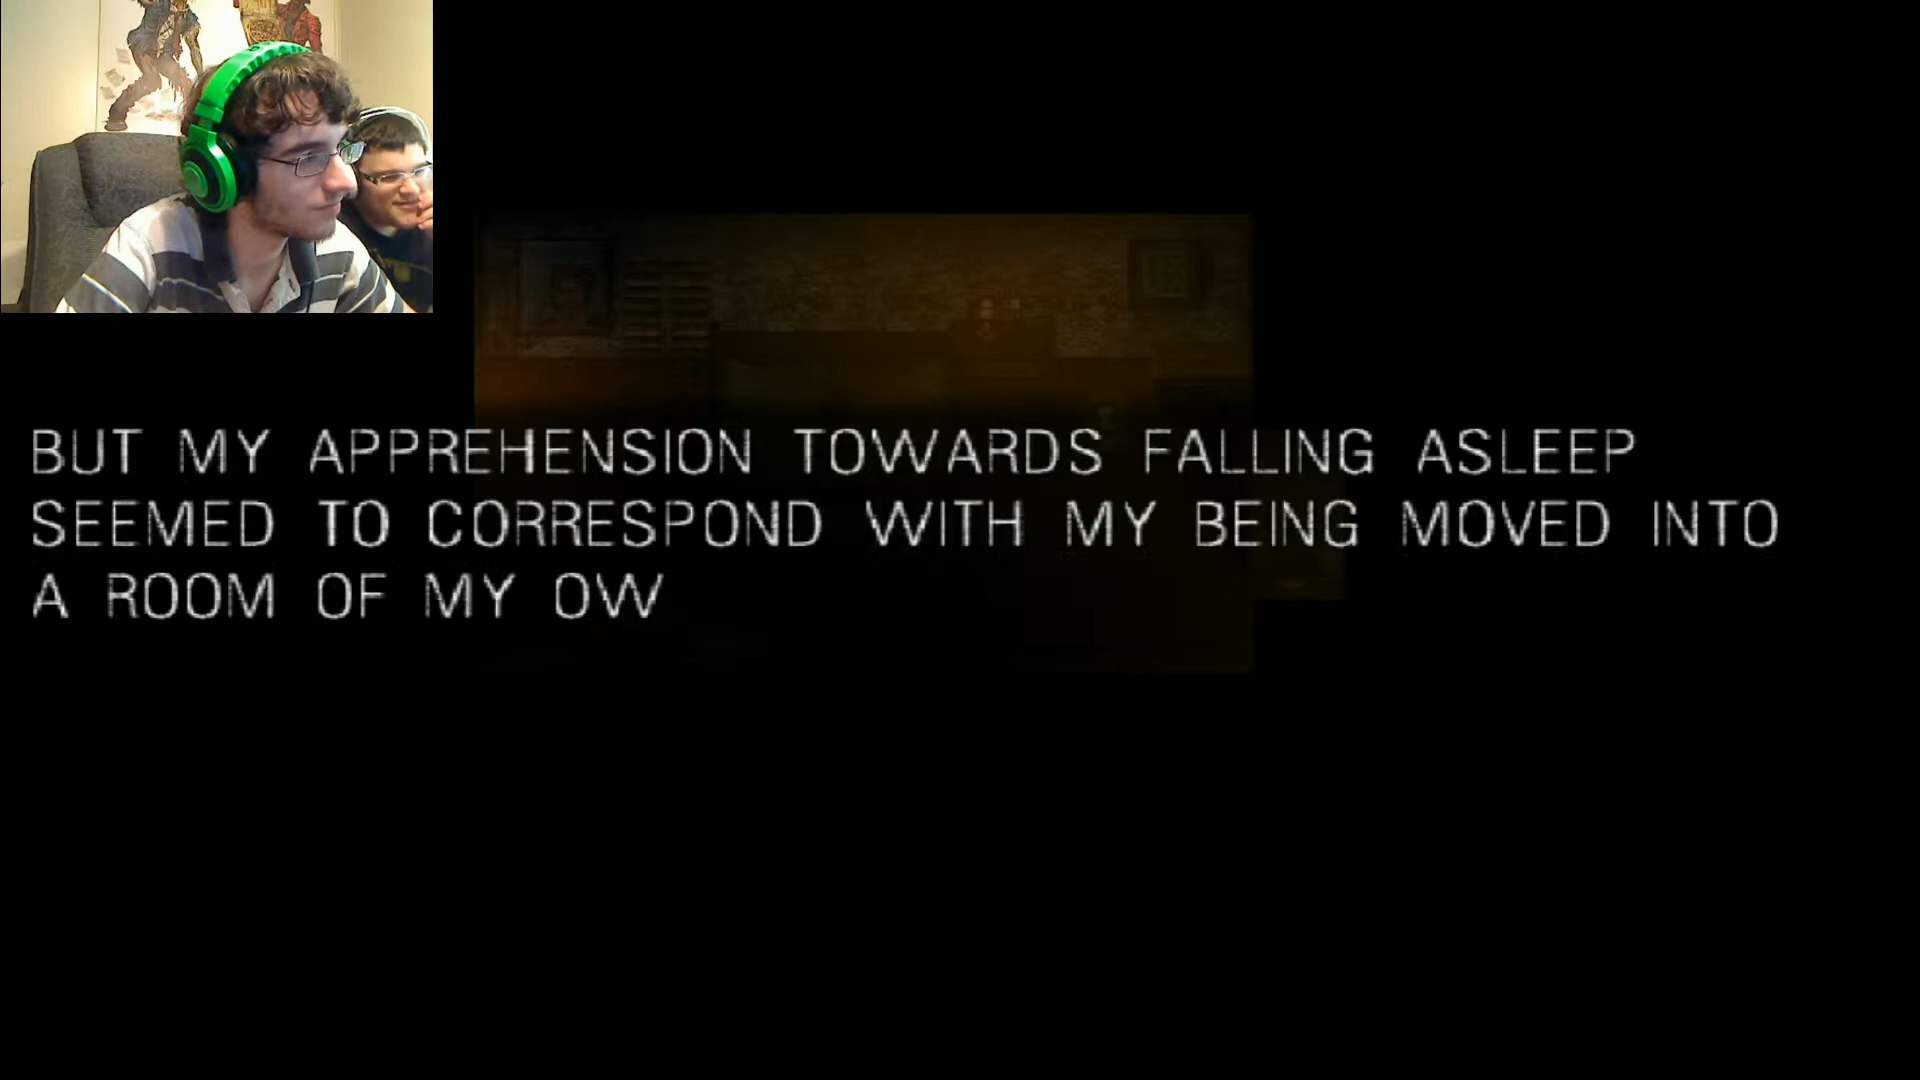 BUT MY APPREHENSION TOWARDS FALLING ASLEEP
SEEMED TO CORRESPOND WITH MY BEING MOVED INTO
A ROOM OF MY OW